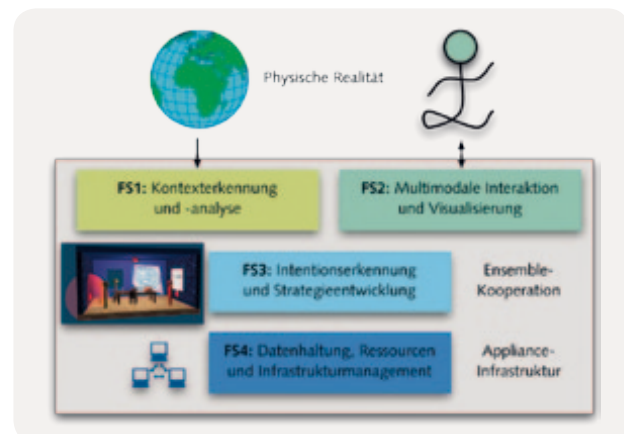 Physische Realität
FS1: Kontexterkennung
und -analyse
FS2: Multimodale Interaktion
und Visualisierung
FS3: Intentionserkennung
und Strategieentwicklung
Ensemble-
Kooperation
FS4: Datenhaltung, Ressourcen
und Infrastrukturmanagement
Appliance-
Infrastruktur